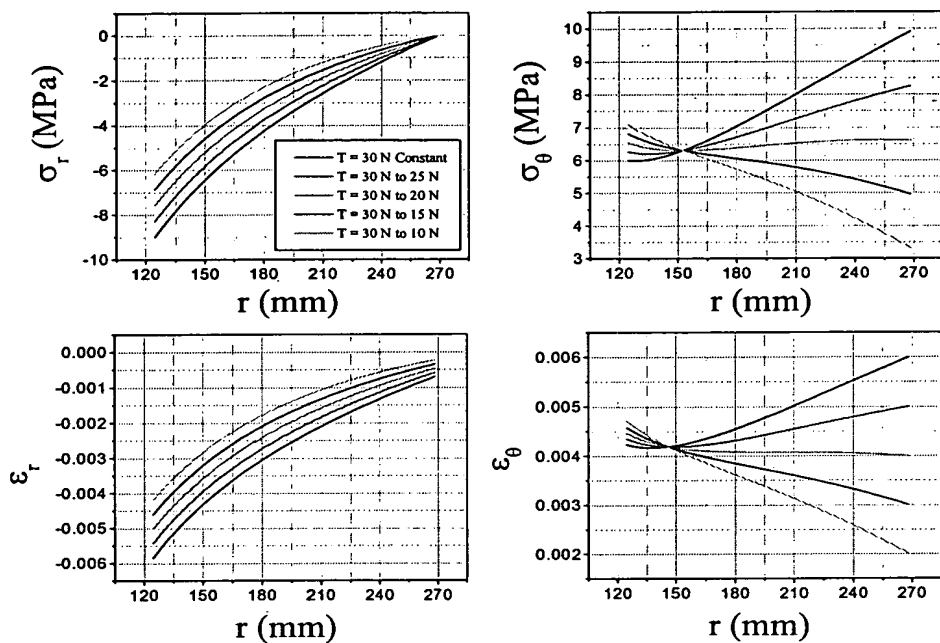 σr (MPa)
0
-2
-4
-6
-8
-10
T = 30 N Constant
T = 30 N to 25 N
T = 30 N to 20 N
T = 30 N to 15 N
T = 30 N to 10 N
120 150 180 210 240 270
r (mm)
σθ (MPa)
10
9
8
7
6
5
4
3
120 150 180 210 240 270
r (mm)
εr
0.000
-0.001
-0.002
-0.003
-0.004
-0.005
-0.006
120 150 180 210 240 270
r (mm)
εθ
0.006
0.005
0.004
0.003
0.002
120 150 180 210 240 270
r (mm)